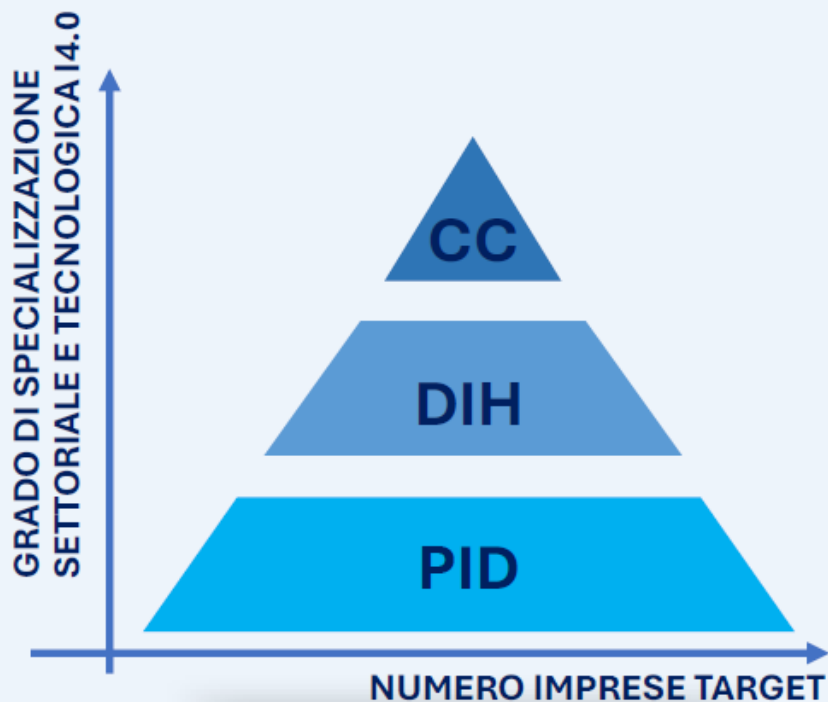 GRADO DI SPECIALIZZAZIONE
SETTORIALE E TECNOLOGICA I4.0
CC
DIH
PID
NUMERO IMPRESE TARGET